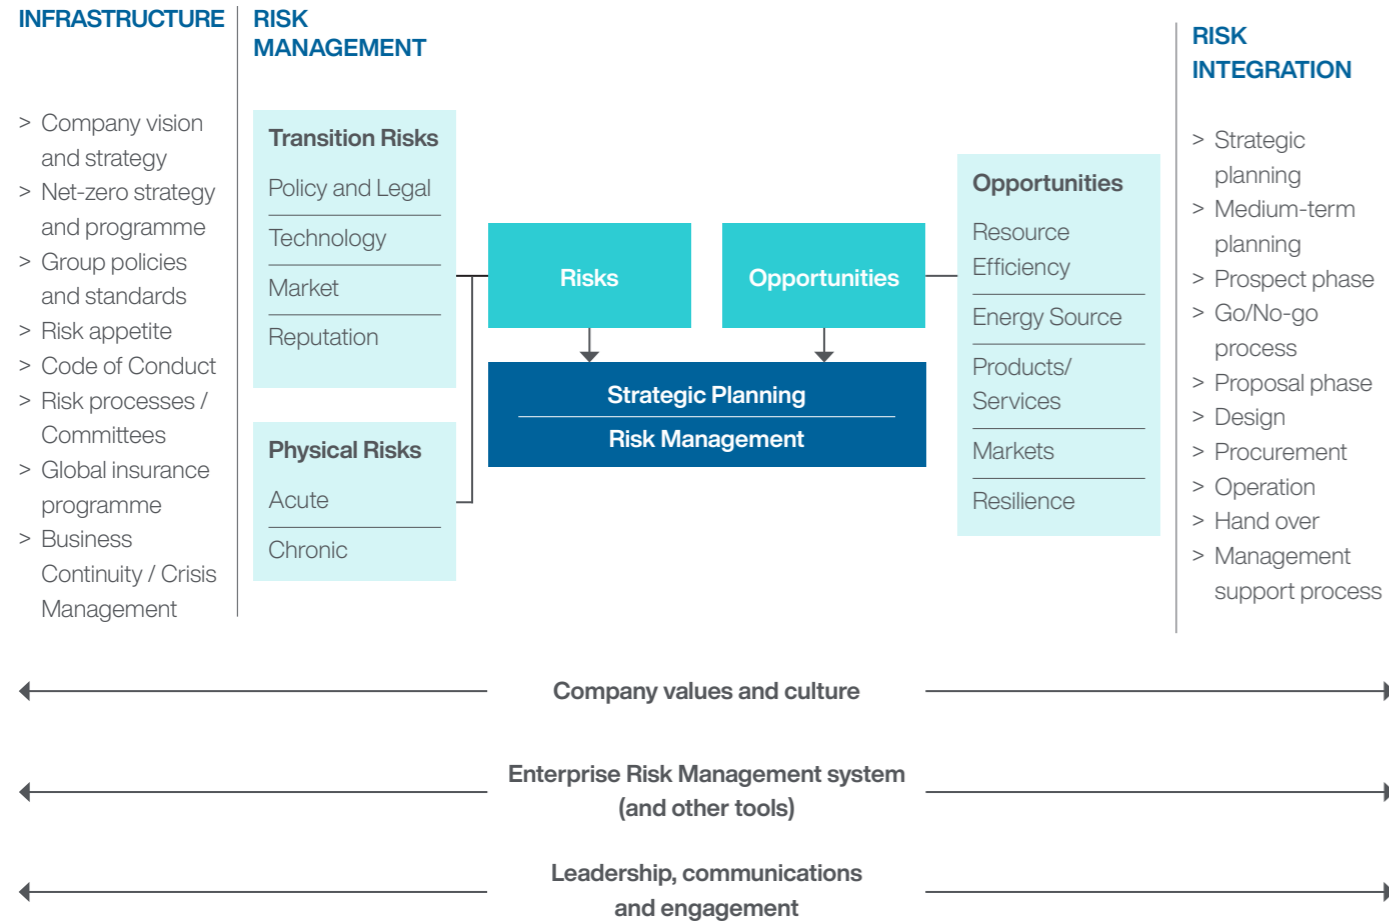 INFRASTRUCTURE
> Company vision
and strategy
> Net-zero strategy
and programme
> Group policies
and standards
> Risk appetite
> Code of Conduct
> Risk processes /
Committees
> Global insurance
programme
> Business
Continuity / Crisis
Management
RISK
MANAGEMENT
Transition Risks
Policy and Legal
Technology
Market
Reputation
Physical Risks
Acute
Chronic
Risks
Opportunities
Strategic Planning
Risk Management
Opportunities
Resource
Efficiency
Energy Source
Products/
Services
Markets
Resilience
RISK
INTEGRATION
> Strategic
planning
> Medium-term
planning
> Prospect phase
> Go/No-go
process
> Proposal phase
> Design
> Procurement
> Operation
> Hand over
> Management
support process
Company values and culture
Enterprise Risk Management system
(and other tools)
Leadership, communications
and engagement